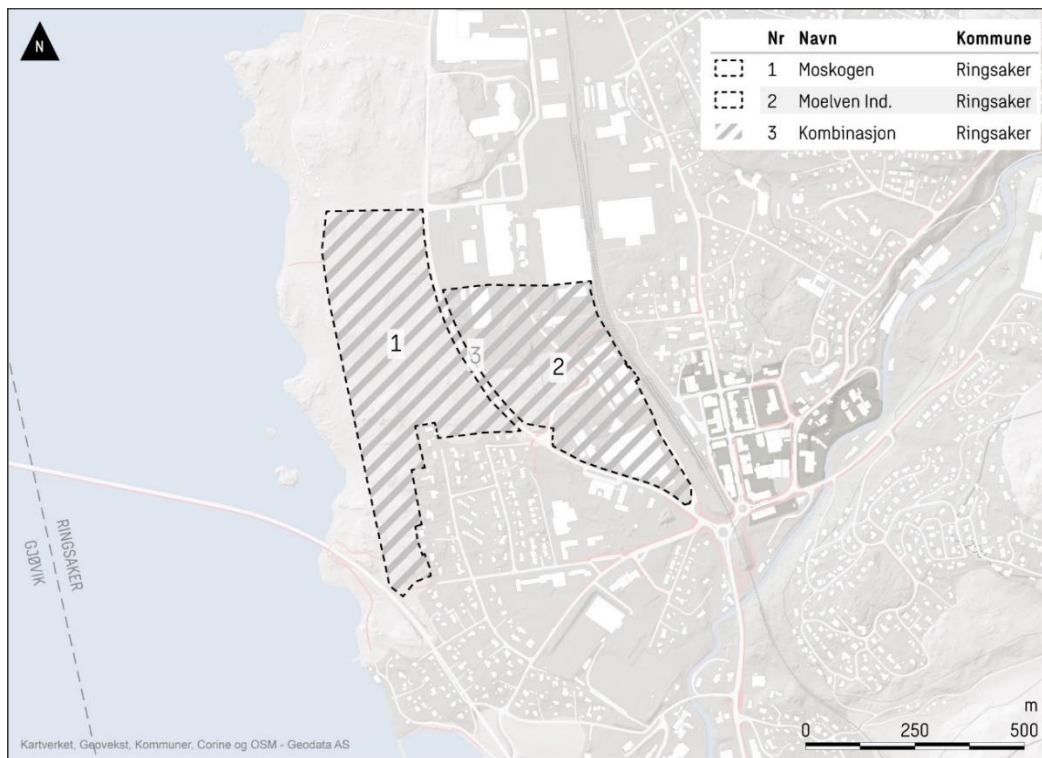 N
Nr Navn Kommune
1 Moskogen Ringsaker
2 Moelven Ind. Ringsaker
3 Kombinasjon Ringsaker
1
3
2
RINGSAKER
GJØVIK
m
0 250 500
Kartverket, Geovekst, Kommuner, Corine og OSM - Geodata AS